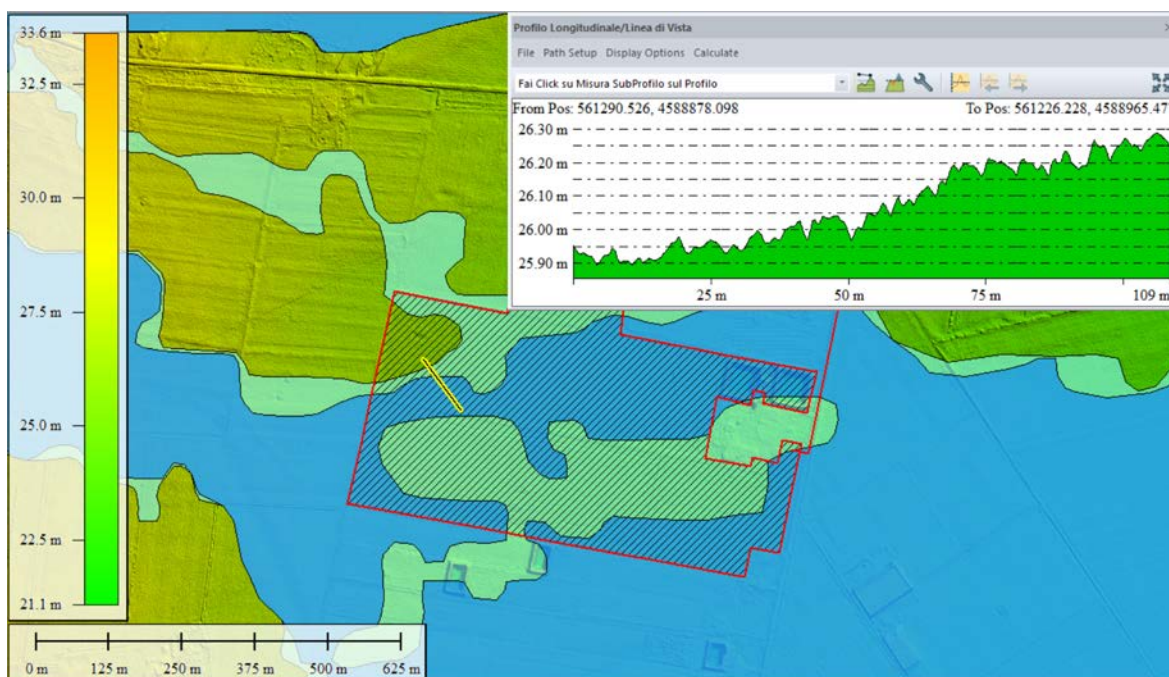 33.6 m
32.5 m
30.0 m
27.5 m
25.0 m
22.5 m
21.1 m
0 m 125 m 250 m 375 m 500 m 625 m
Profilo Longitudinale/Linea di Vista
File Path Setup Display Options Calculate
Fai Click su Misura SubProfilo sul Profilo
From Pos: 561290.526, 4588878.098 To Pos: 561226.228, 4588965.47
26.30 m
26.20 m
26.10 m
26.00 m
25.90 m
25 m 50 m 75 m 109 m